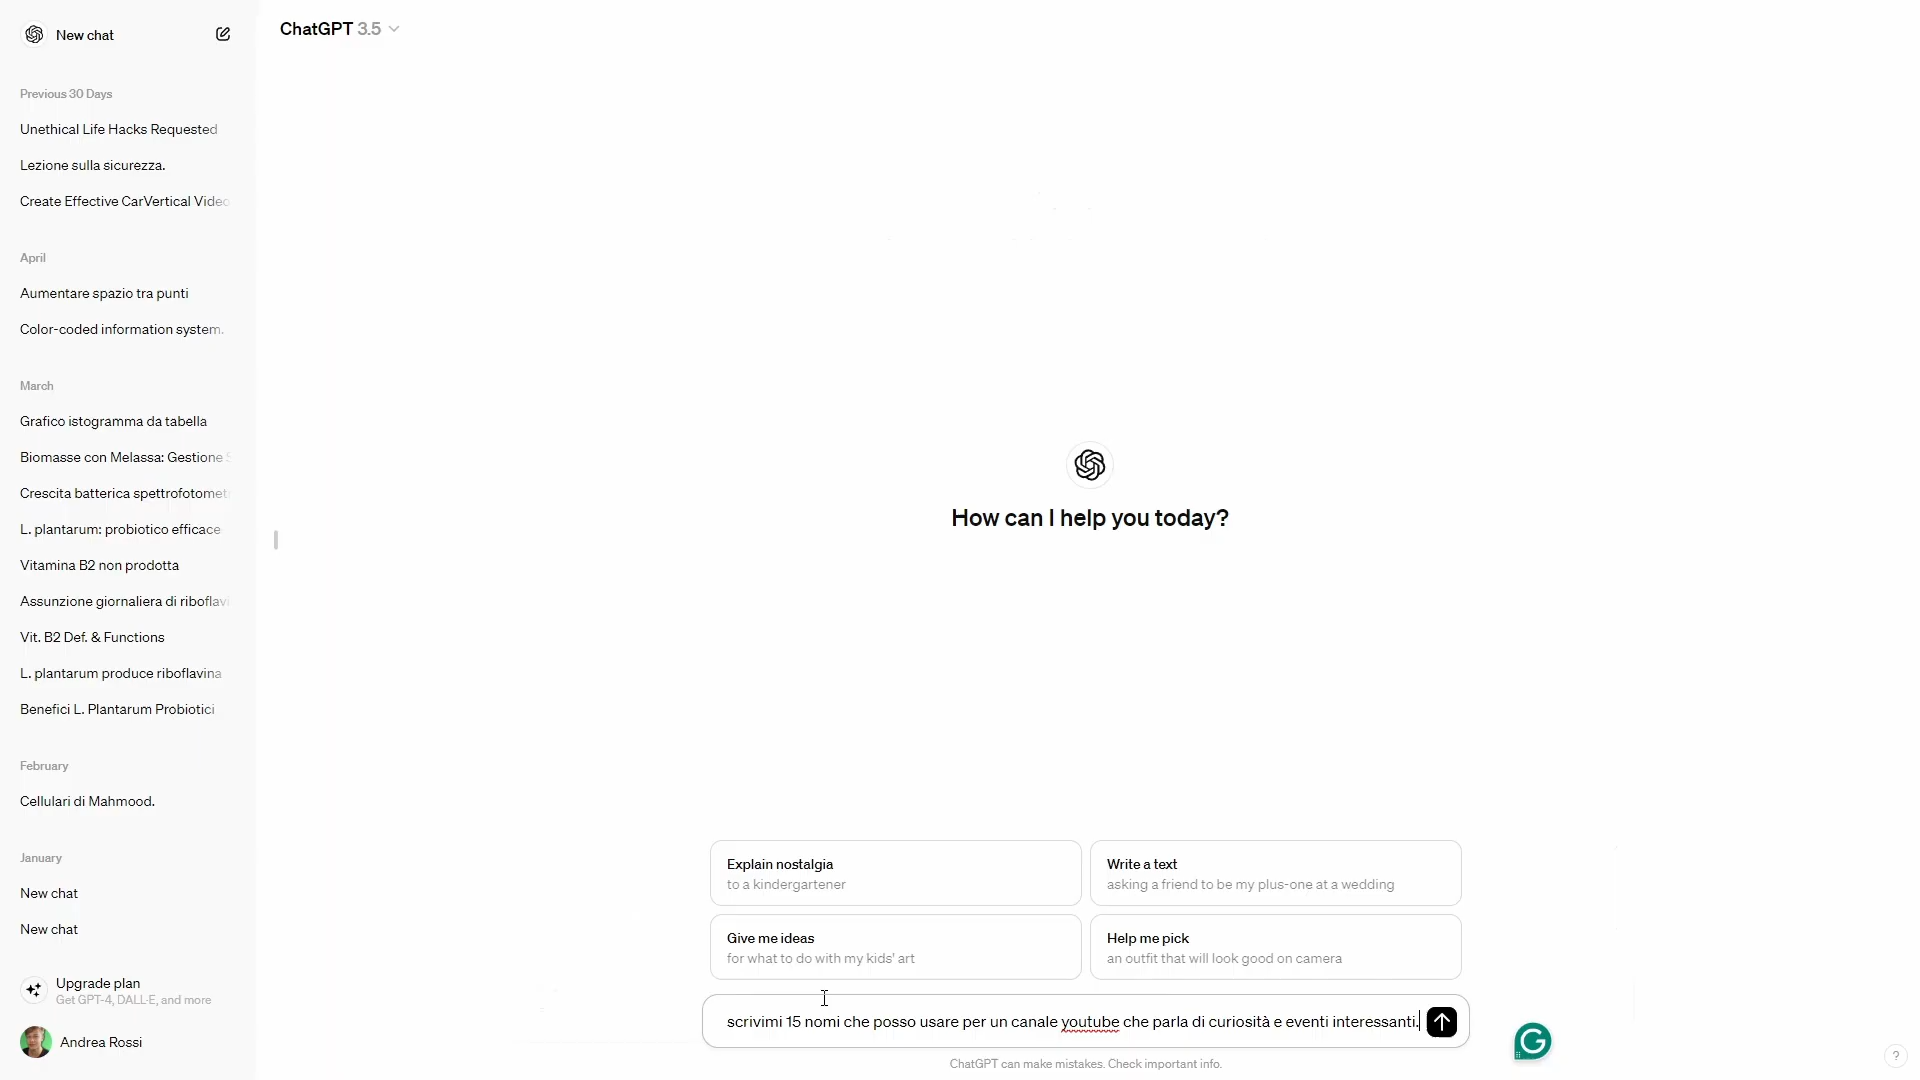 New chat
Previous 30 Days
Unethical Life Hacks Requested
Lezione sulla sicurezza.
Create Effective CarVertical Video
April
Aumentare spazio tra punti
Color-coded information system.
March
Grafico istogramma da tabella
Biomasse con Melassa: Gestione S
Crescita batterica spettrofotomet
L. plantarum: probiotico efficace
Vitamina B2 non prodotta
Assunzione giornaliera di riboflavi
Vit. B2 Def. & Functions
L. plantarum produce riboflavina
Benefici L. Plantarum Probiotici
February
Cellulari di Mahmood.
January
New chat
New chat
Upgrade plan
Get GPT-4, DALL·E, and more
Andrea Rossi
ChatGPT 3.5
How can I help you today?
Explain nostalgia
to a kindergartener
Write a text
asking a friend to be my plus-one at a wedding
Give me ideas
for what to do with my kids' art
Help me pick
an outfit that will look good on camera
scrivimi 15 nomi che posso usare per un canale youtube che parla di curiosità e eventi interessanti.
G
ChatGPT can make mistakes. Check important info.
?